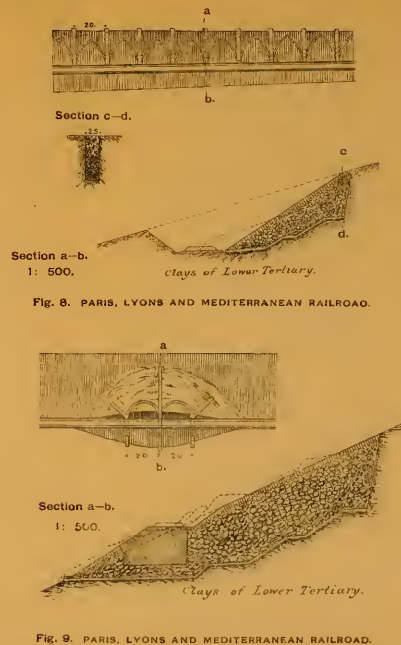 a
20.
b.
Section c-d.
.25.
c
d.
Section a-b.
1: 500.
Clays of Lower Tertiary.
Fig. 8. PARIS, LYONS AND MEDITERRANEAN RAILROAD.
a
20 20
b.
Section a-b.
1: 500.
Clays of Lower Tertiary.
Fig. 9. PARIS, LYONS AND MEDITERRANEAN RAILROAD.